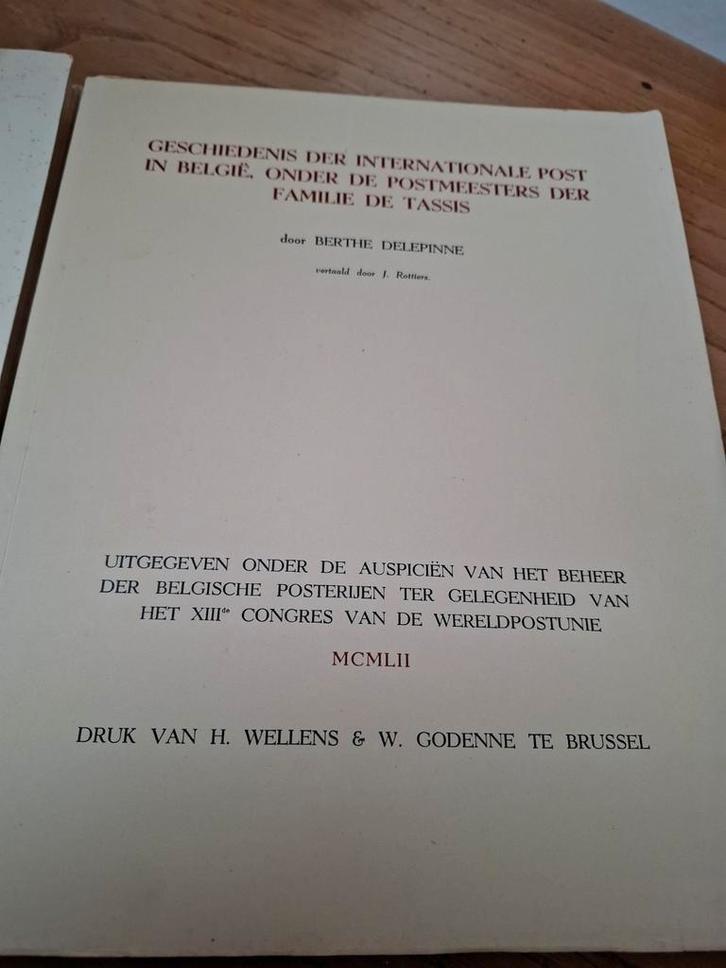 GESCHIEDENIS DER INTERNATIONALE POST
IN BELGIË, ONDER DE POSTMEESTERS DER
FAMILIE DE TASSIS
door BERTHE DELEPINNE
vertaald door J. Rottiers.
UITGEGEVEN ONDER DE AUSPICIËN VAN HET BEHEER
DER BELGISCHE POSTERIJEN TER GELEGENHEID VAN
HET XIIIde CONGRES VAN DE WERELDPOSTUNIE
MCMLII
DRUK VAN H. WELLENS & W. GODENNE TE BRUSSEL